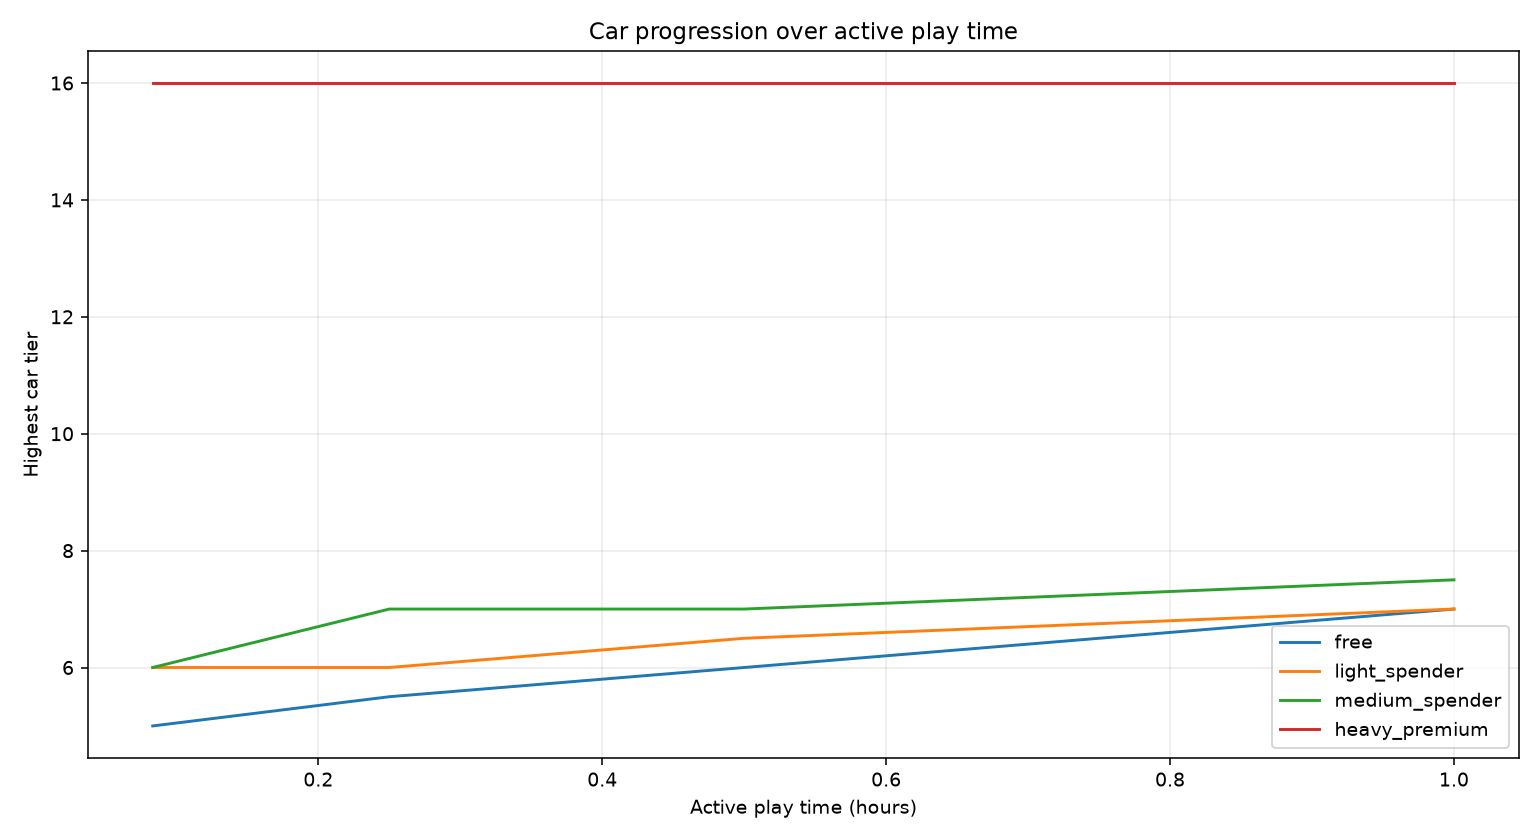 Car progression over active play time
Highest car tier
16
14
12
10
8
6
0.2
0.4
0.6
0.8
1.0
Active play time (hours)
free
light_spender
medium_spender
heavy_premium